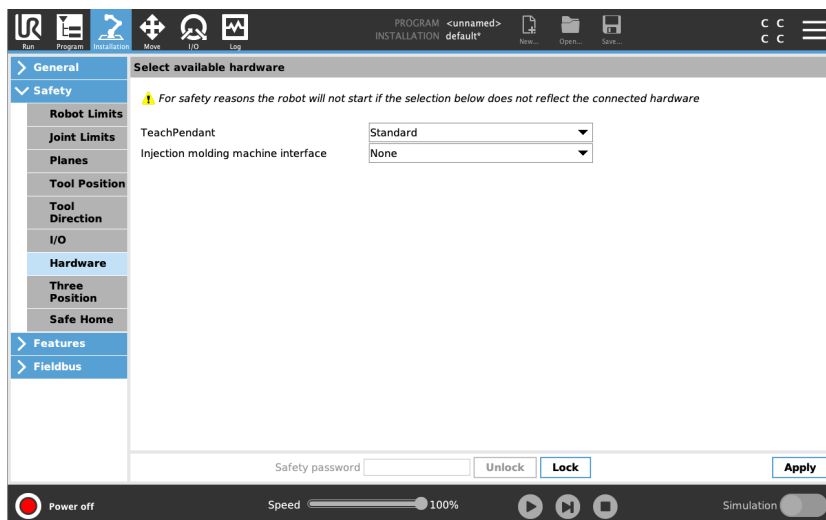 UR
Run
Program
Installation
Move
I/O
Log
PROGRAM <unnamed>
INSTALLATION default*
New...
Open...
Save...
C C
C C
General
Safety
Robot Limits
Joint Limits
Planes
Tool Position
Tool
Direction
I/O
Hardware
Three
Position
Safe Home
Features
Fieldbus
Select available hardware
For safety reasons the robot will not start if the selection below does not reflect the connected hardware
TeachPendant Standard
Injection molding machine interface None
Safety password Unlock Lock Apply
Power off Speed 100% Simulation